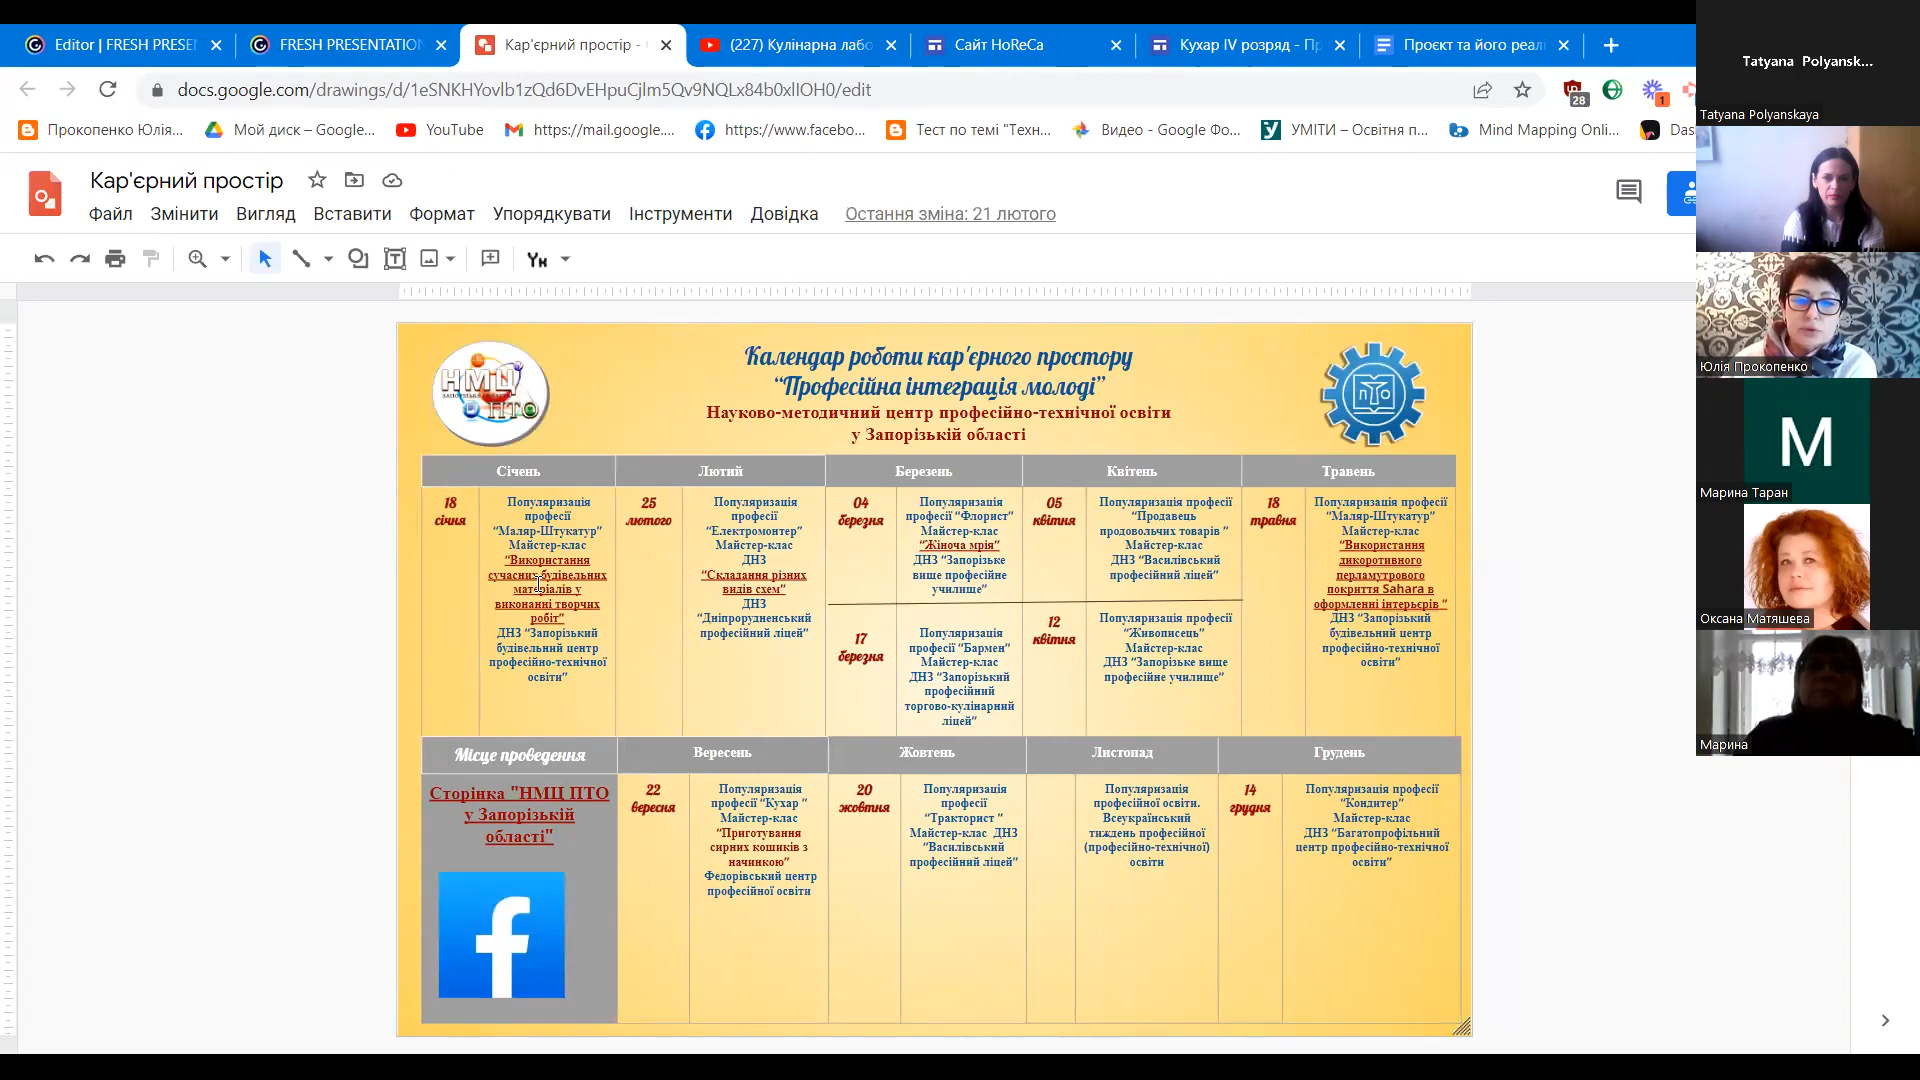 Editor | FRESH PRESE
FRESH PRESENTATION
Кар'єрний простір -
(227) Кулінарна лабо
Сайт HoReCa
Кухар IV розряд - Пр
Проєкт та його реал
docs.google.com/drawings/d/1eSNKHYovlb1zQd6DvEHpuCjlm5Qv9NQLx84b0xllOH0/edit
28
1
Прокопенко Юлія...
Мой диск – Google...
YouTube
https://mail.google....
https://www.facebo...
Тест по темі "Техн...
Видео - Google Фо...
УМІТИ – Освітня п...
Mind Mapping Onli...
Das
Кар'єрний простір
Файл
Змінити
Вигляд
Вставити
Формат
Упорядкувати
Інструменти
Довідка
Остання зміна: 21 лютого
НМЦ
ПТО
Календар роботи кар'єрного простору
“Професійна інтеграція молоді”
Науково-методичний центр професійно-технічної освіти
у Запорізькій області
ПТО
Січень
Лютий
Березень
Квітень
Травень
18
січня
Популяризація
професії
“Маляр-Штукатур”
Майстер-клас
“Використання
сучасних будівельних
матеріалів у
виконанні творчих
робіт”
ДНЗ “Запорізький
будівельний центр
професійно-технічної
освіти”
25
лютого
Популяризація
професії
“Електромонтер”
Майстер-клас
ДНЗ
“Складання різних
видів схем”
ДНЗ
“Дніпрорудненський
професійний ліцей”
04
березня
Популяризація
професії “Флорист”
Майстер-клас
“Жіноча мрія”
ДНЗ “Запорізьке
вище професійне
училище”
17
березня
Популяризація
професії “Бармен”
Майстер-клас
ДНЗ “Запорізький
професійний
торгово-кулінарний
ліцей”
05
квітня
Популяризація професії
“Продавець
продовольчих товарів ”
Майстер-клас
ДНЗ “Василівський
професійний ліцей”
12
квітня
Популяризація професії
“Живописець”
Майстер-клас
ДНЗ “Запорізьке вище
професійне училище”
18
травня
Популяризація професії
“Маляр-Штукатур”
Майстер-клас
“Використання
дикоротивного
перламутрового
покриття Sahara в
оформленні інтерьєрів ”
ДНЗ “Запорізький
будівельний центр
професійно-технічної
освіти”
Місце проведення
Вересень
Жовтень
Листопад
Грудень
Сторінка "НМЦ ПТО
у Запорізькій
області"
22
вересня
Популяризація
професії “Кухар ”
Майстер-клас
“Приготування
сирних кошиків з
начинкою”
Федорівський центр
професійної освіти
20
жовтня
Популяризація
професії
“Тракторист ”
Майстер-клас ДНЗ
“Василівський
професійний ліцей”
Популяризація
професійної освіти.
Всеукраїнський
тиждень професійної
(професійно-технічної)
освіти
14
грудня
Популяризація професії
“Кондитер”
Майстер-клас
ДНЗ “Багатопрофільний
центр професійно-технічної
освіти”
Tatyana Polyansk...
Tatyana Polyanskaya
Юлія Прокопенко
М
Марина Таран
Оксана Матяшева
Марина